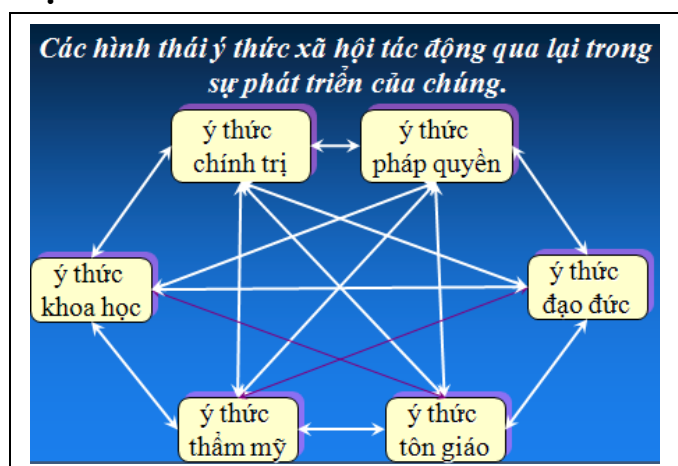 Các hình thái ý thức xã hội tác động qua lại trong
sự phát triển của chúng.
ý thức
chính trị
ý thức
pháp quyền
ý thức
khoa học
ý thức
đạo đức
ý thức
thẩm mỹ
ý thức
tôn giáo